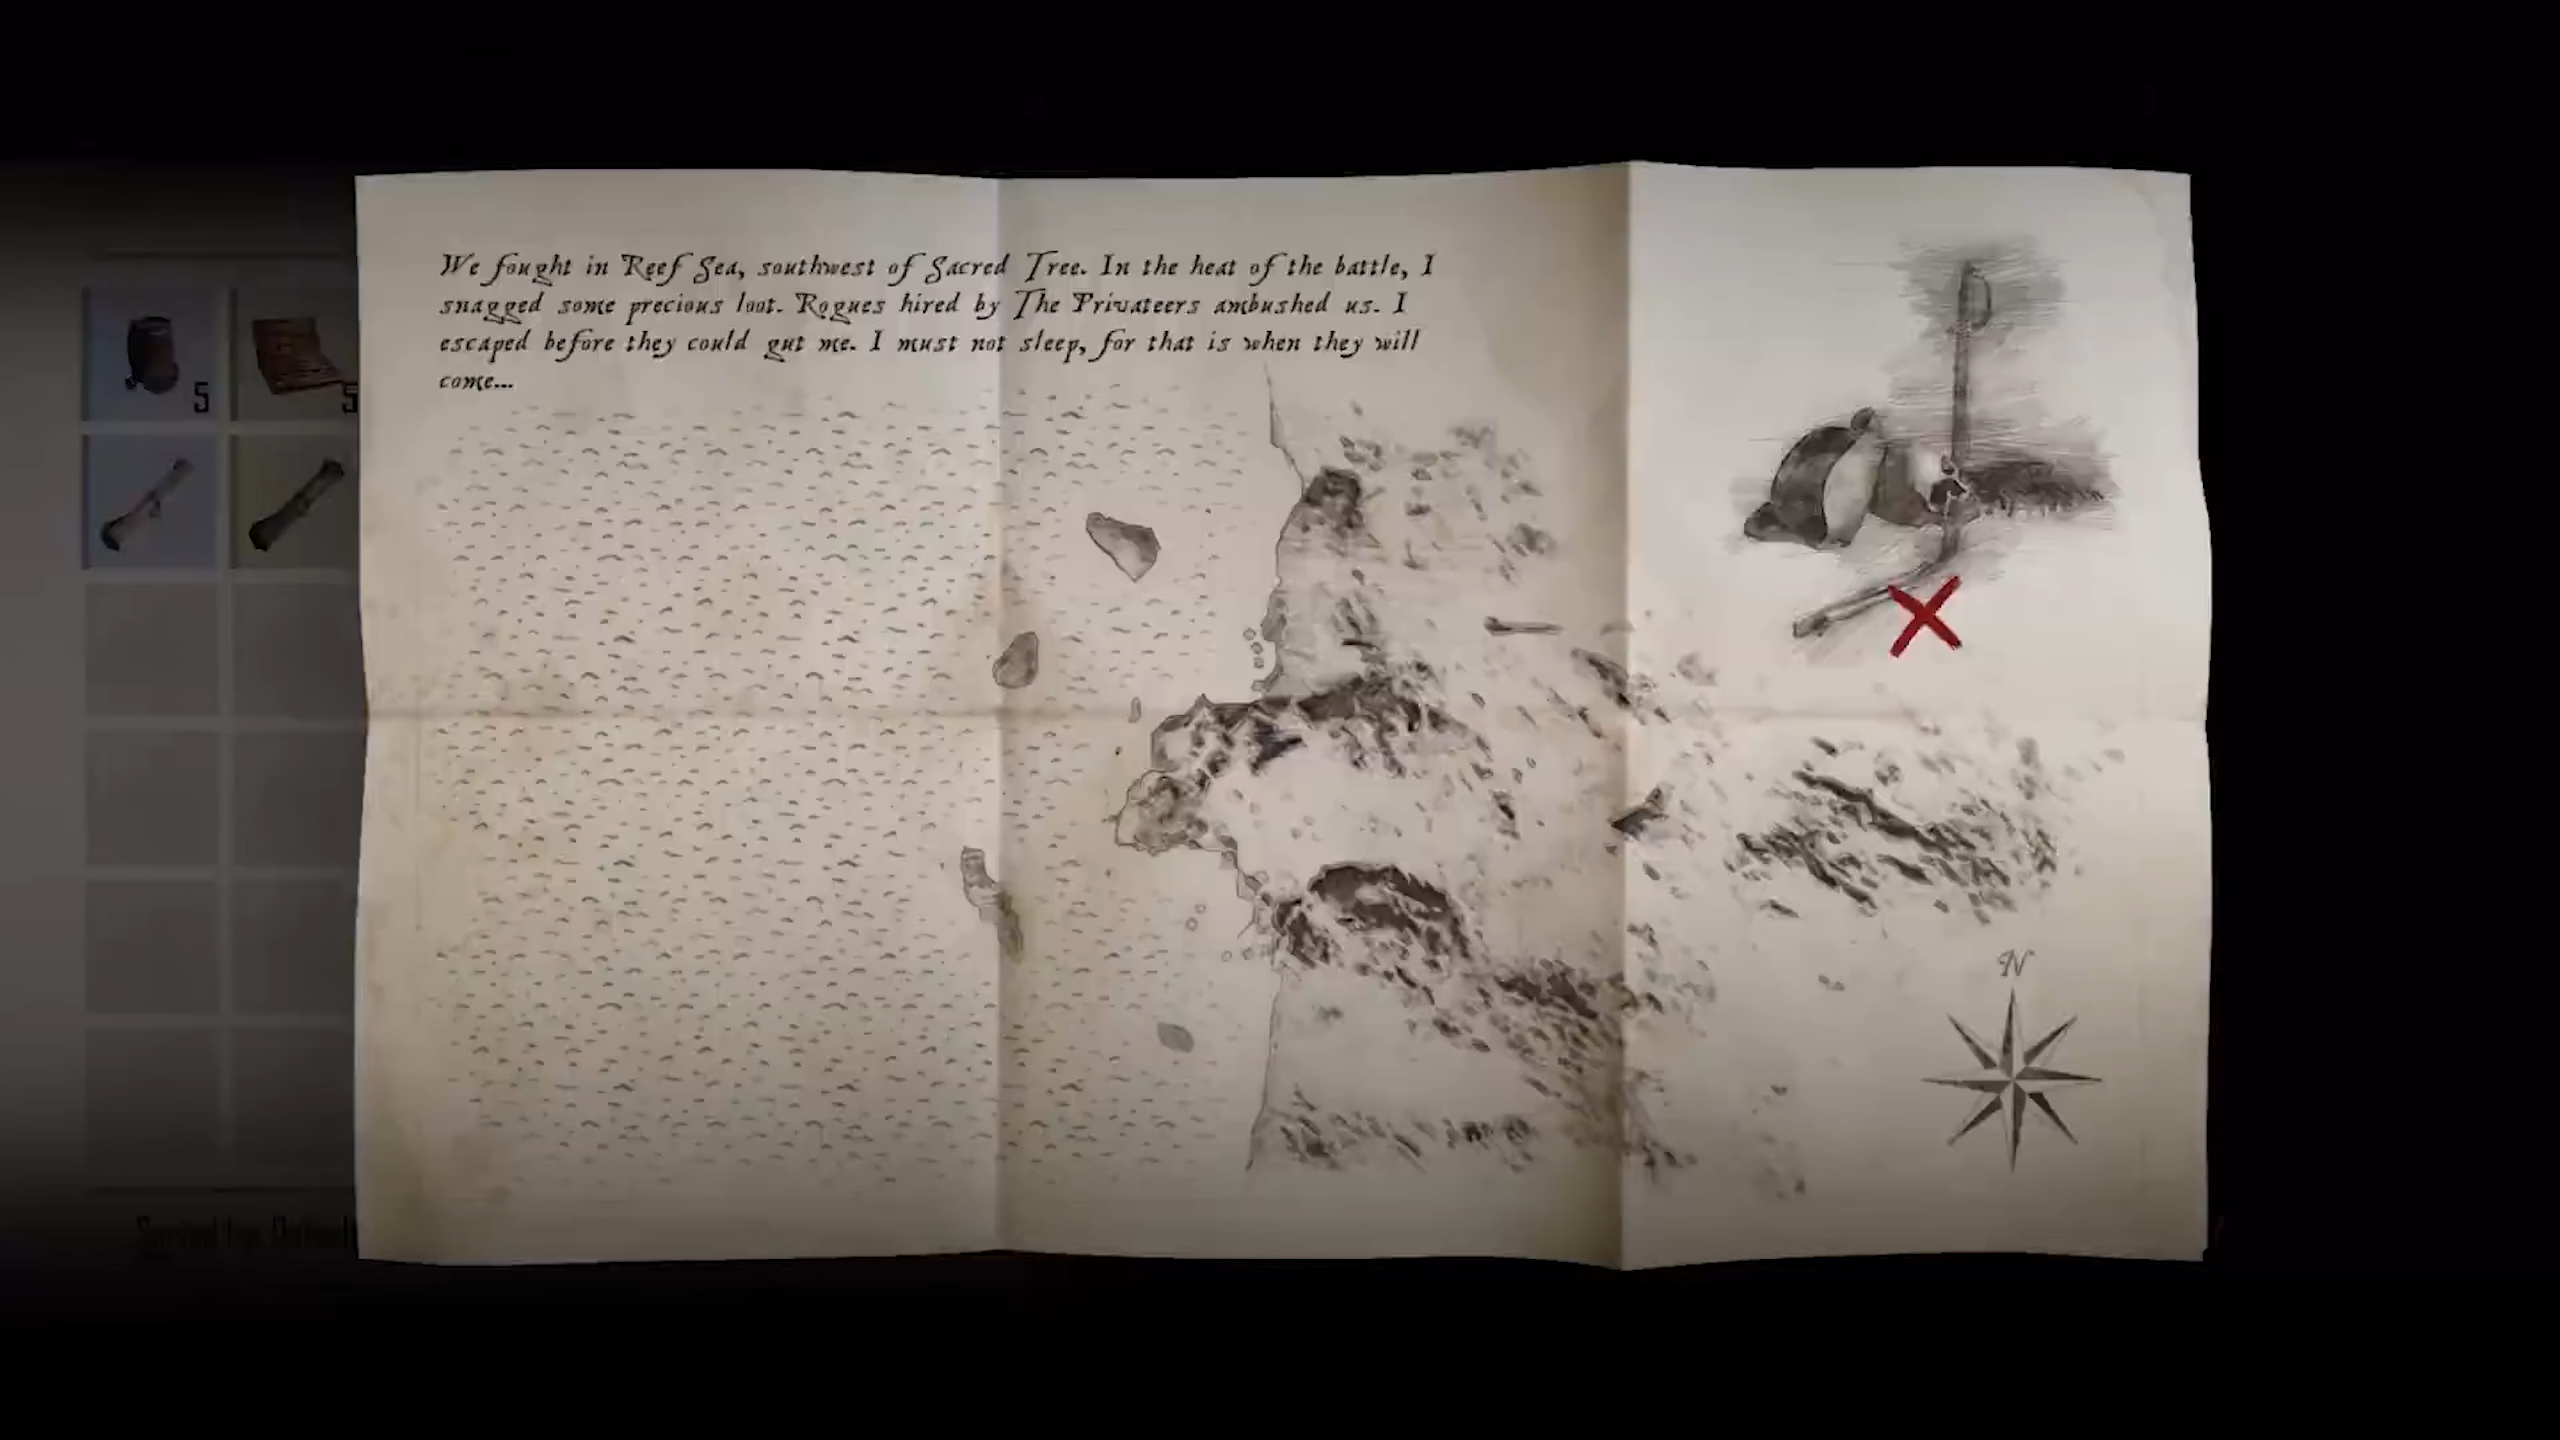 We fought in Reef Sea, southwest of Sacred Tree. In the heat of the battle, I
snagged some precious loot. Rogues hired by The Privateers ambushed us. I
escaped before they could gut me. I must not sleep, for that is when they will
come...
5
5
N